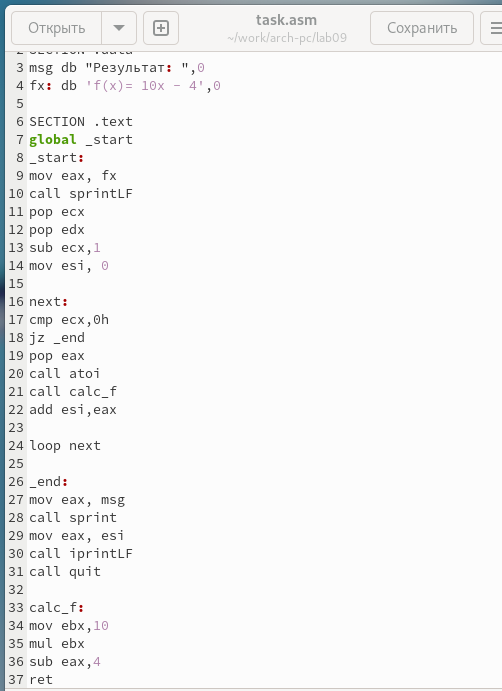 Открыть
task.asm
~/work/arch-pc/lab09
Сохранить
3 msg db "Результат: ",0
4 fx: db 'f(x)= 10x - 4',0
5
6 SECTION .text
7 global _start
8 _start:
9 mov eax, fx
10 call sprintLF
11 pop ecx
12 pop edx
13 sub ecx,1
14 mov esi, 0
15
16 next:
17 cmp ecx,0h
18 jz _end
19 pop eax
20 call atoi
21 call calc_f
22 add esi,eax
23
24 loop next
25
26 _end:
27 mov eax, msg
28 call sprint
29 mov eax, esi
30 call iprintLF
31 call quit
32
33 calc_f:
34 mov ebx,10
35 mul ebx
36 sub eax,4
37 ret